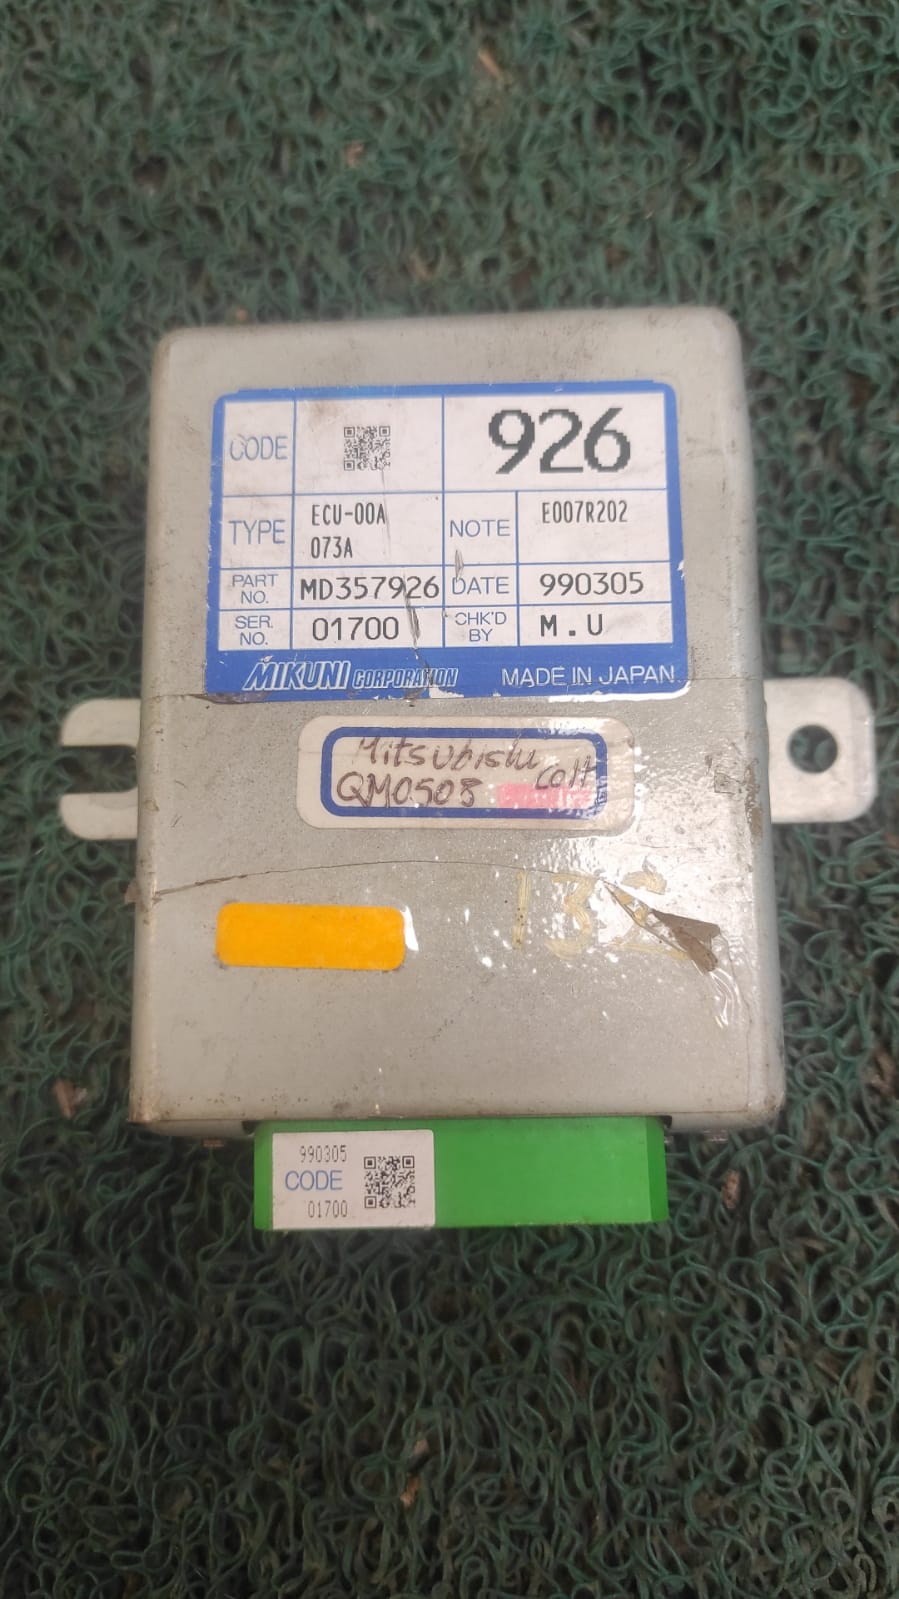 CODE 926
TYPE ECU-00A NOTE E007R202
073A
PART NO. MD357926 DATE 990305
SER. NO. 01700 CHK'D BY M.U
MIKUNI CORPORATION MADE IN JAPAN
Mitsubishi
QM0508 colt
132
990305
CODE
01700